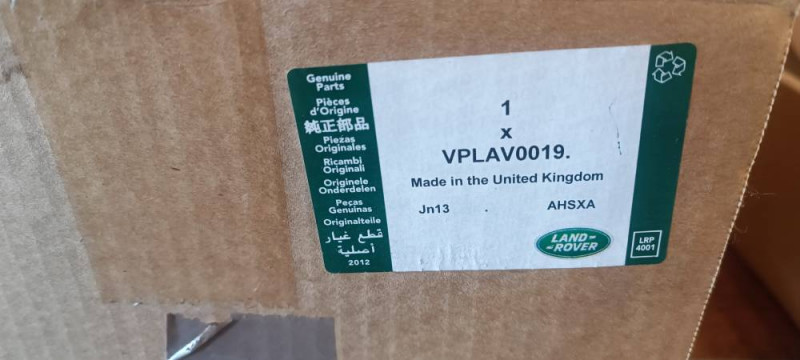 Genuine
Parts
Pièces
d'Origine
純正部品
Piezas
Originales
Ricambi
Originali
Originele
Onderdelen
Peças
Genuinas
Originalteile
قطع غيار
أصلية
2012
1
x
VPLAV0019.
Made in the United Kingdom
Jn13 . AHSXA
LAND-
-ROVER
LRP
4001